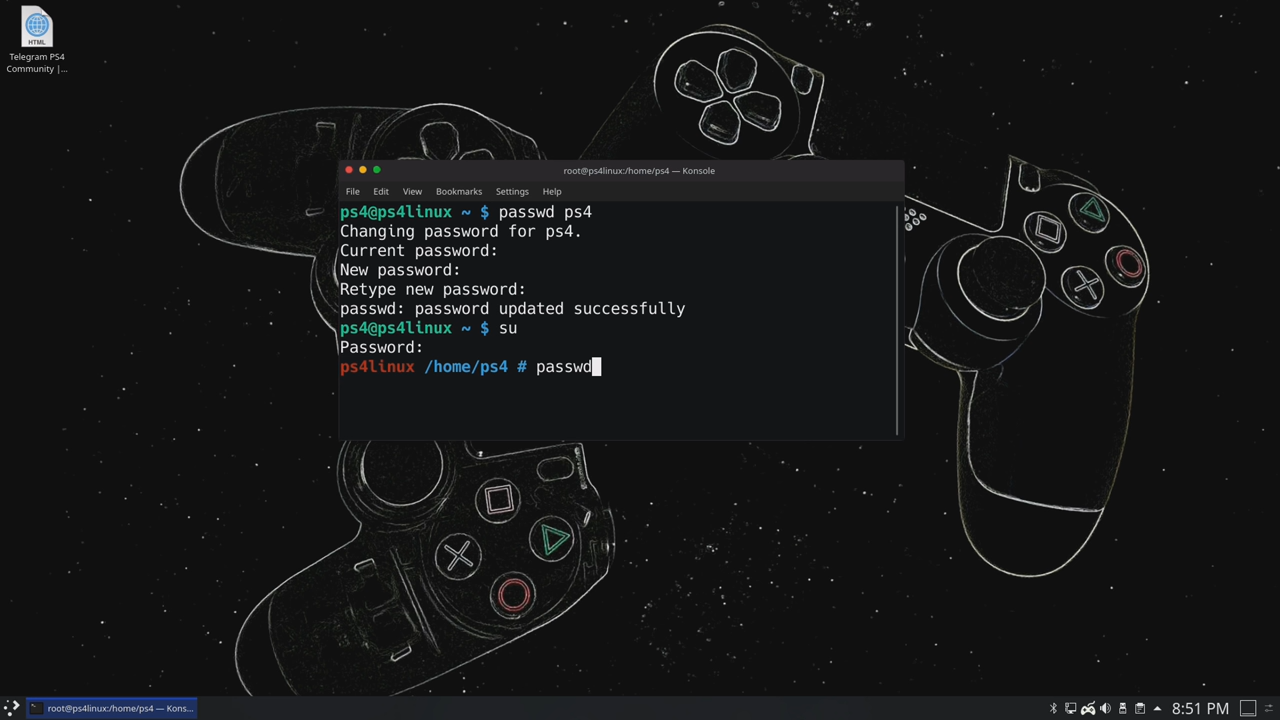 HTML
Telegram PS4
Community |...
root@ps4linux:/home/ps4 — Konsole
File Edit View Bookmarks Settings Help
ps4@ps4linux ~ $ passwd ps4
Changing password for ps4.
Current password:
New password:
Retype new password:
passwd: password updated successfully
ps4@ps4linux ~ $ su
Password:
ps4linux /home/ps4 # passwd
root@ps4linux:/home/ps4 — Kons...
8:51 PM